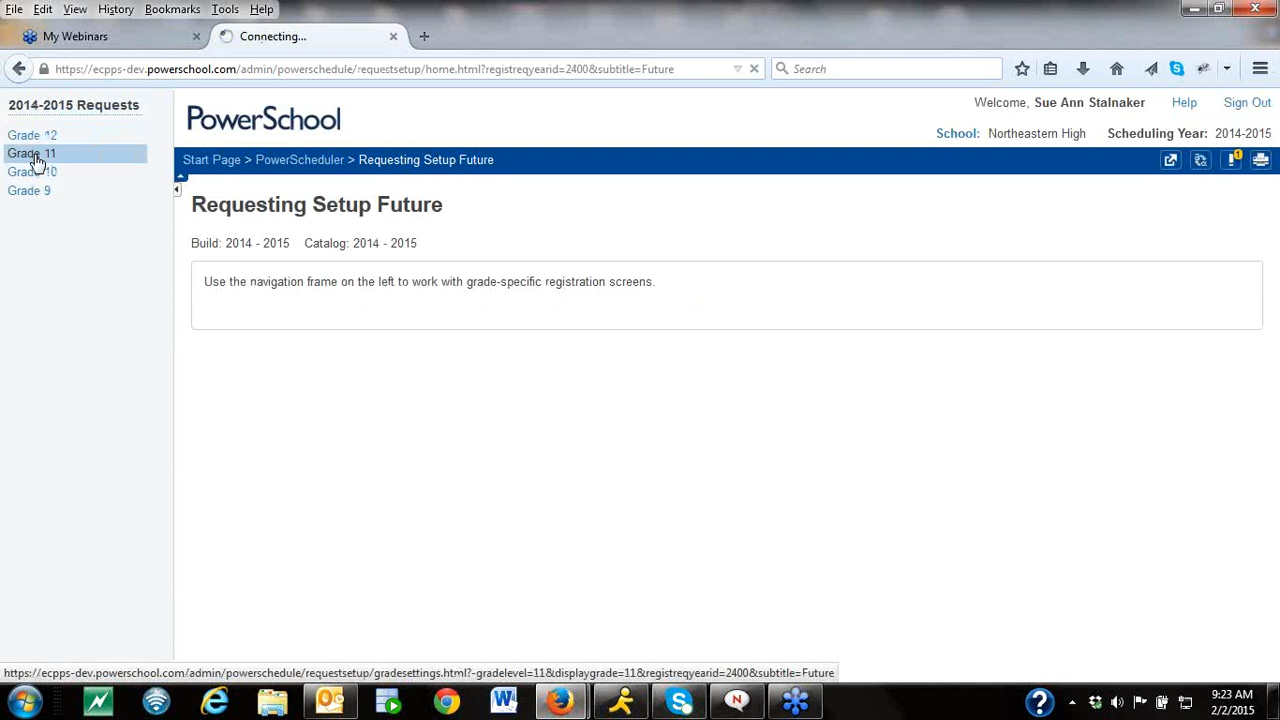 File Edit View History Bookmarks Tools Help
My Webinars Connecting...
https://ecpps-dev.powerschool.com/admin/powerschedule/requestsetup/home.html?registreqyearid=2400&subtitle=Future Search
2014-2015 Requests
Grade 12
Grade 11
Grade 10
Grade 9
PowerSchool
Welcome, Sue Ann Stalnaker Help Sign Out
School: Northeastern High Scheduling Year: 2014-2015
Start Page > PowerScheduler > Requesting Setup Future
1
Requesting Setup Future
Build: 2014 - 2015 Catalog: 2014 - 2015
Use the navigation frame on the left to work with grade-specific registration screens.
https://ecpps-dev.powerschool.com/admin/powerschedule/requestsetup/gradesettings.html?-gradelevel=11&displaygrade=11&registreqyearid=2400&subtitle=Future
9:23 AM
2/2/2015